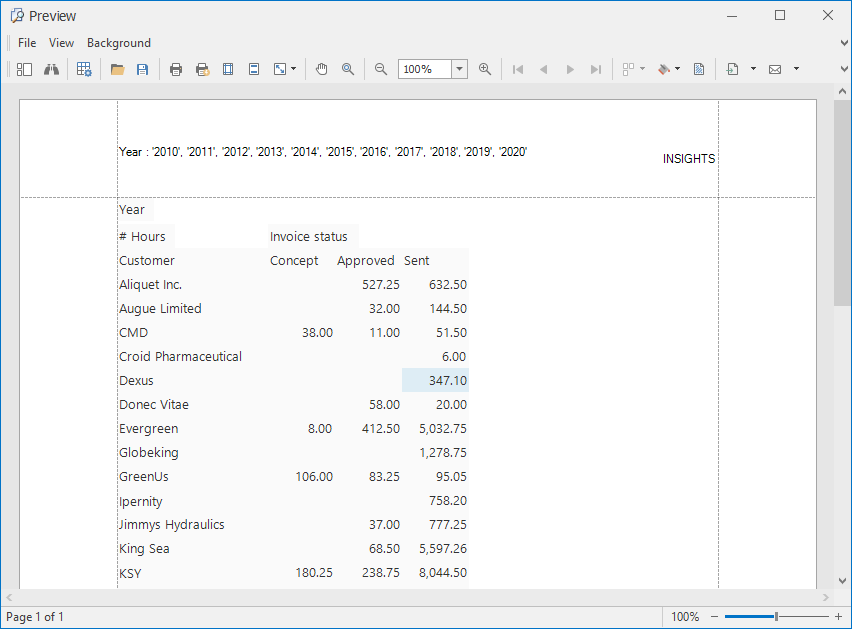 Preview
File View Background
100%
Year : '2010', '2011', '2012', '2013', '2014', '2015', '2016', '2017', '2018', '2019', '2020'
INSIGHTS
Year
# Hours Invoice status
Customer Concept Approved Sent
Aliquet Inc. 527.25 632.50
Augue Limited 32.00 144.50
CMD 38.00 11.00 51.50
Croid Pharmaceutical 6.00
Dexus 347.10
Donec Vitae 58.00 20.00
Evergreen 8.00 412.50 5,032.75
Globeking 1,278.75
GreenUs 106.00 83.25 95.05
Ipernity 758.20
Jimmys Hydraulics 37.00 777.25
King Sea 68.50 5,597.26
KSY 180.25 238.75 8,044.50
Page 1 of 1 100%